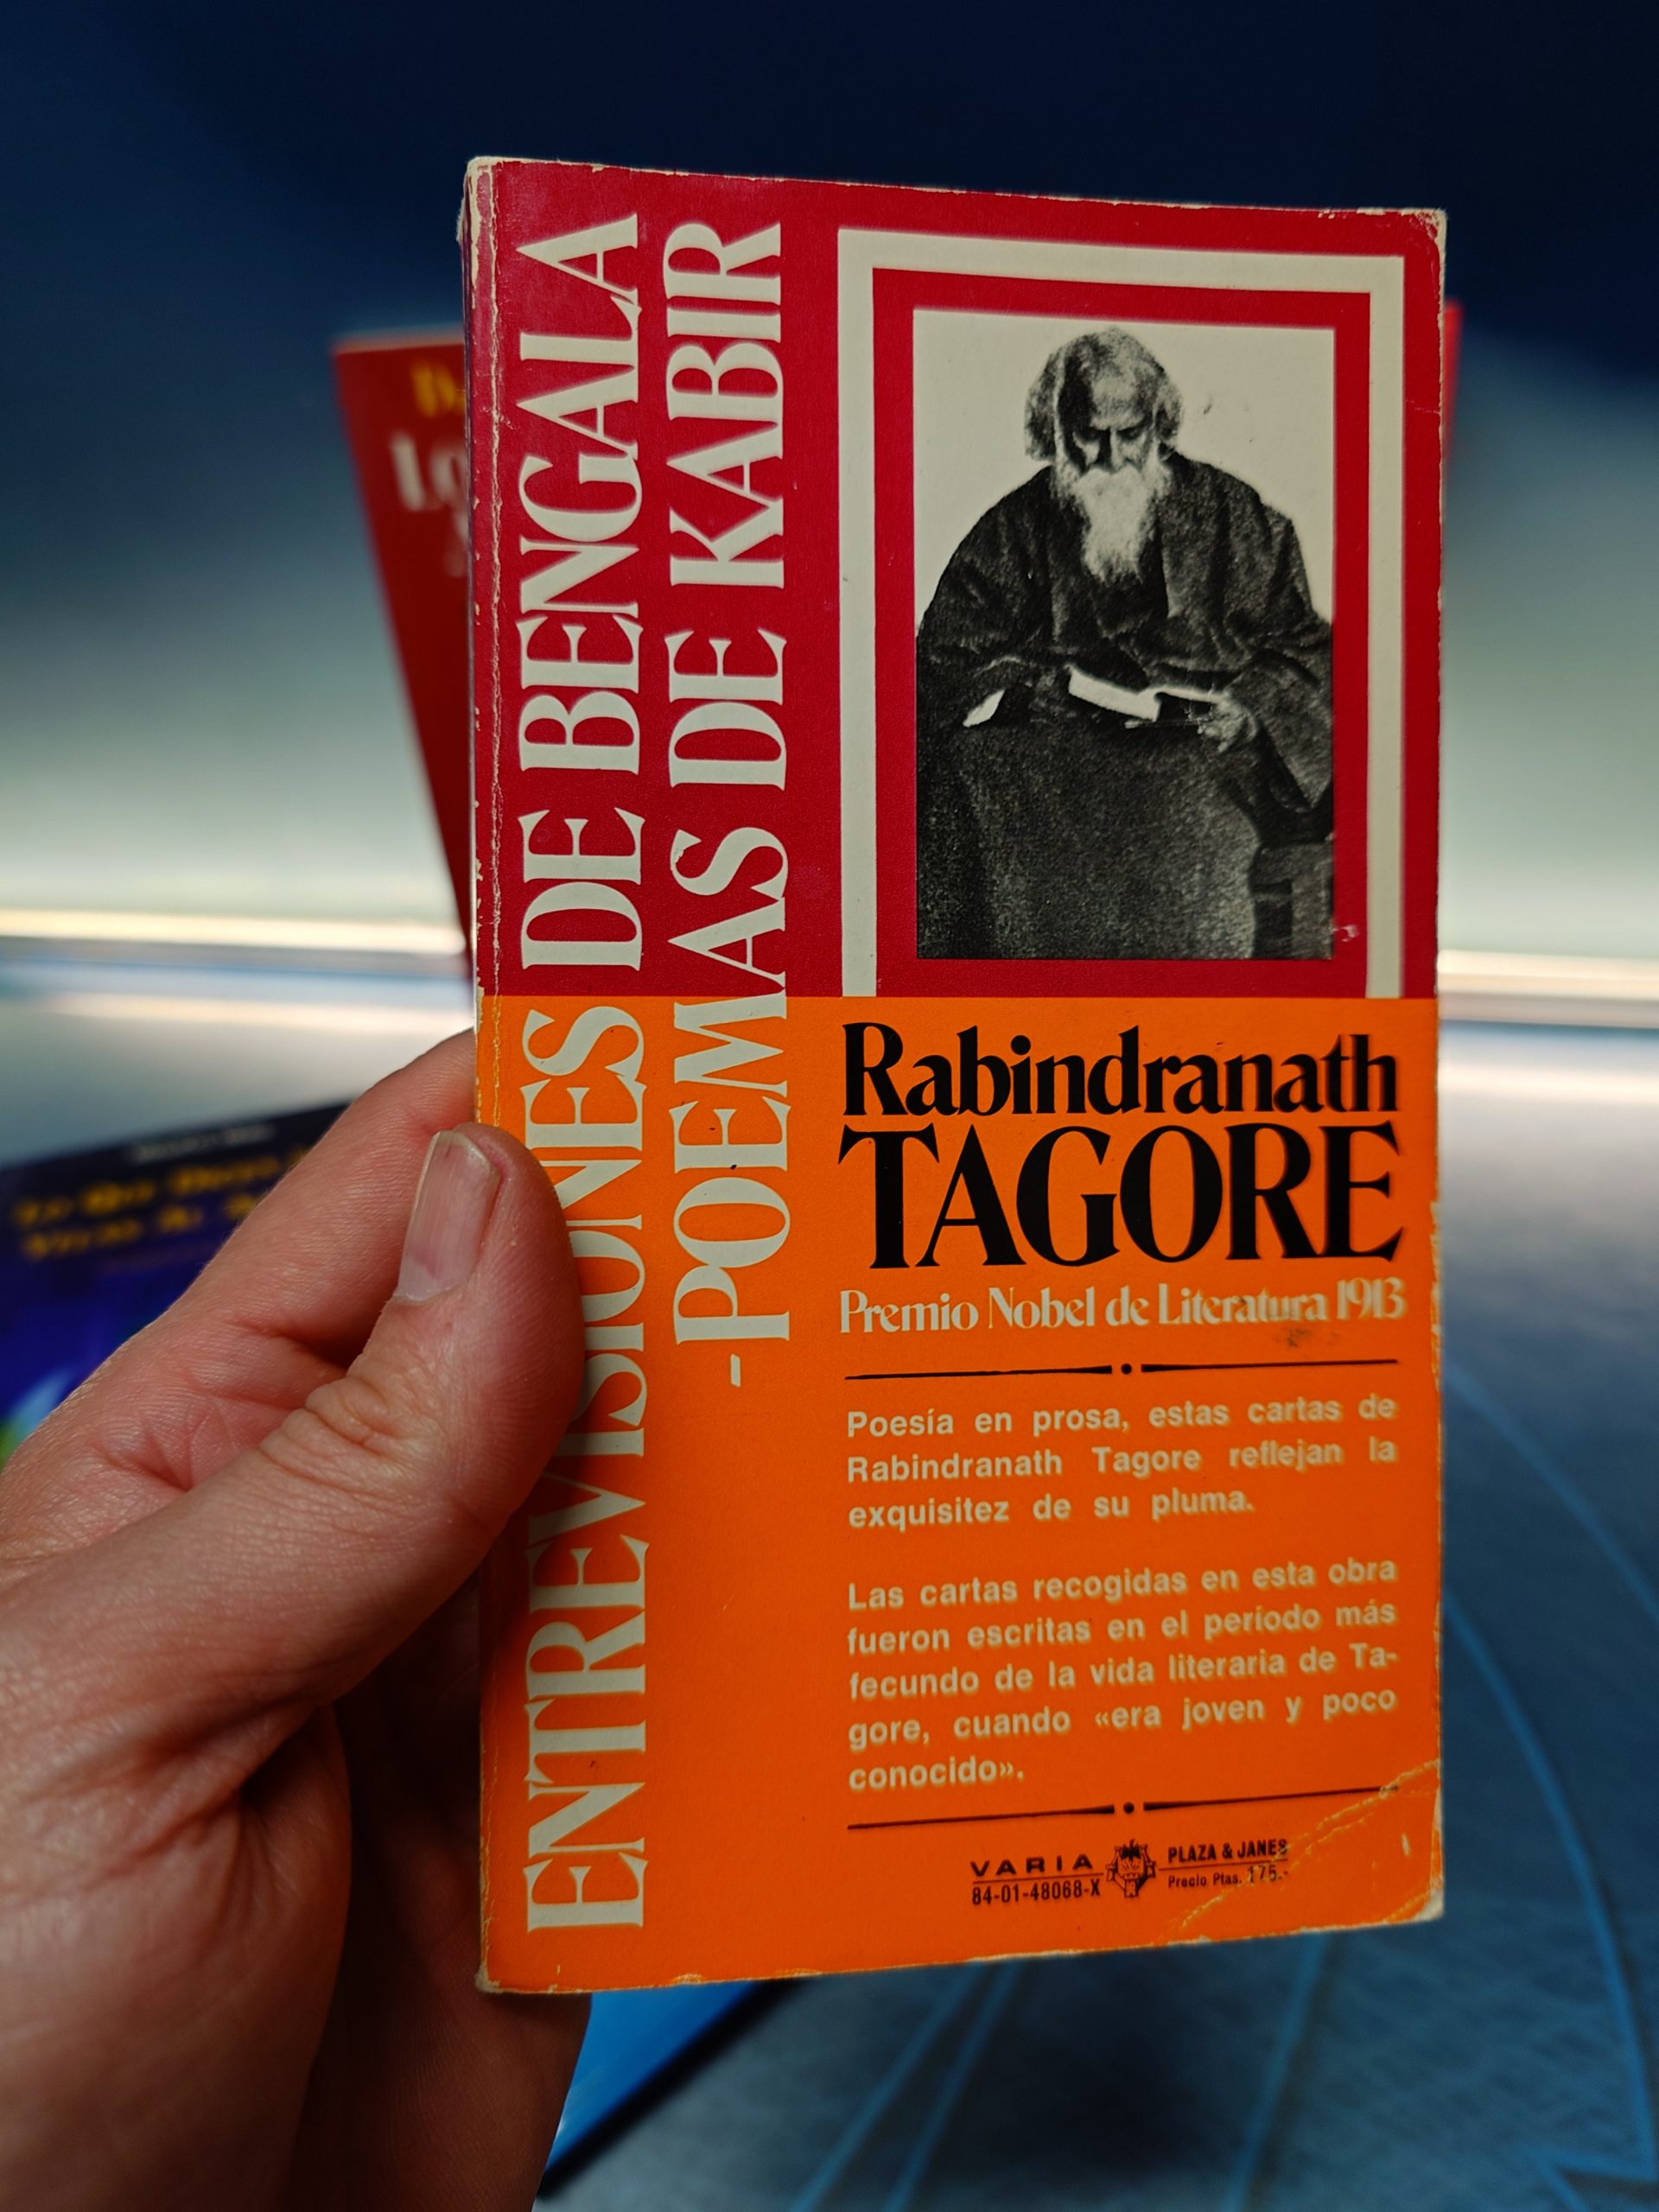 ENTREVISIONES DE BENGALA
-POEMAS DE KABIR
Rabindranath
TAGORE
Premio Nobel de Literatura 1913
Poesía en prosa, estas cartas de
Rabindranath Tagore reflejan la
exquisitez de su pluma.
Las cartas recogidas en esta obra
fueron escritas en el período más
fecundo de la vida literaria de Ta-
gore, cuando «era joven y poco
conocido».
VARIA
84-01-48068-X
PLAZA & JANES
Precio Ptas. 175.-